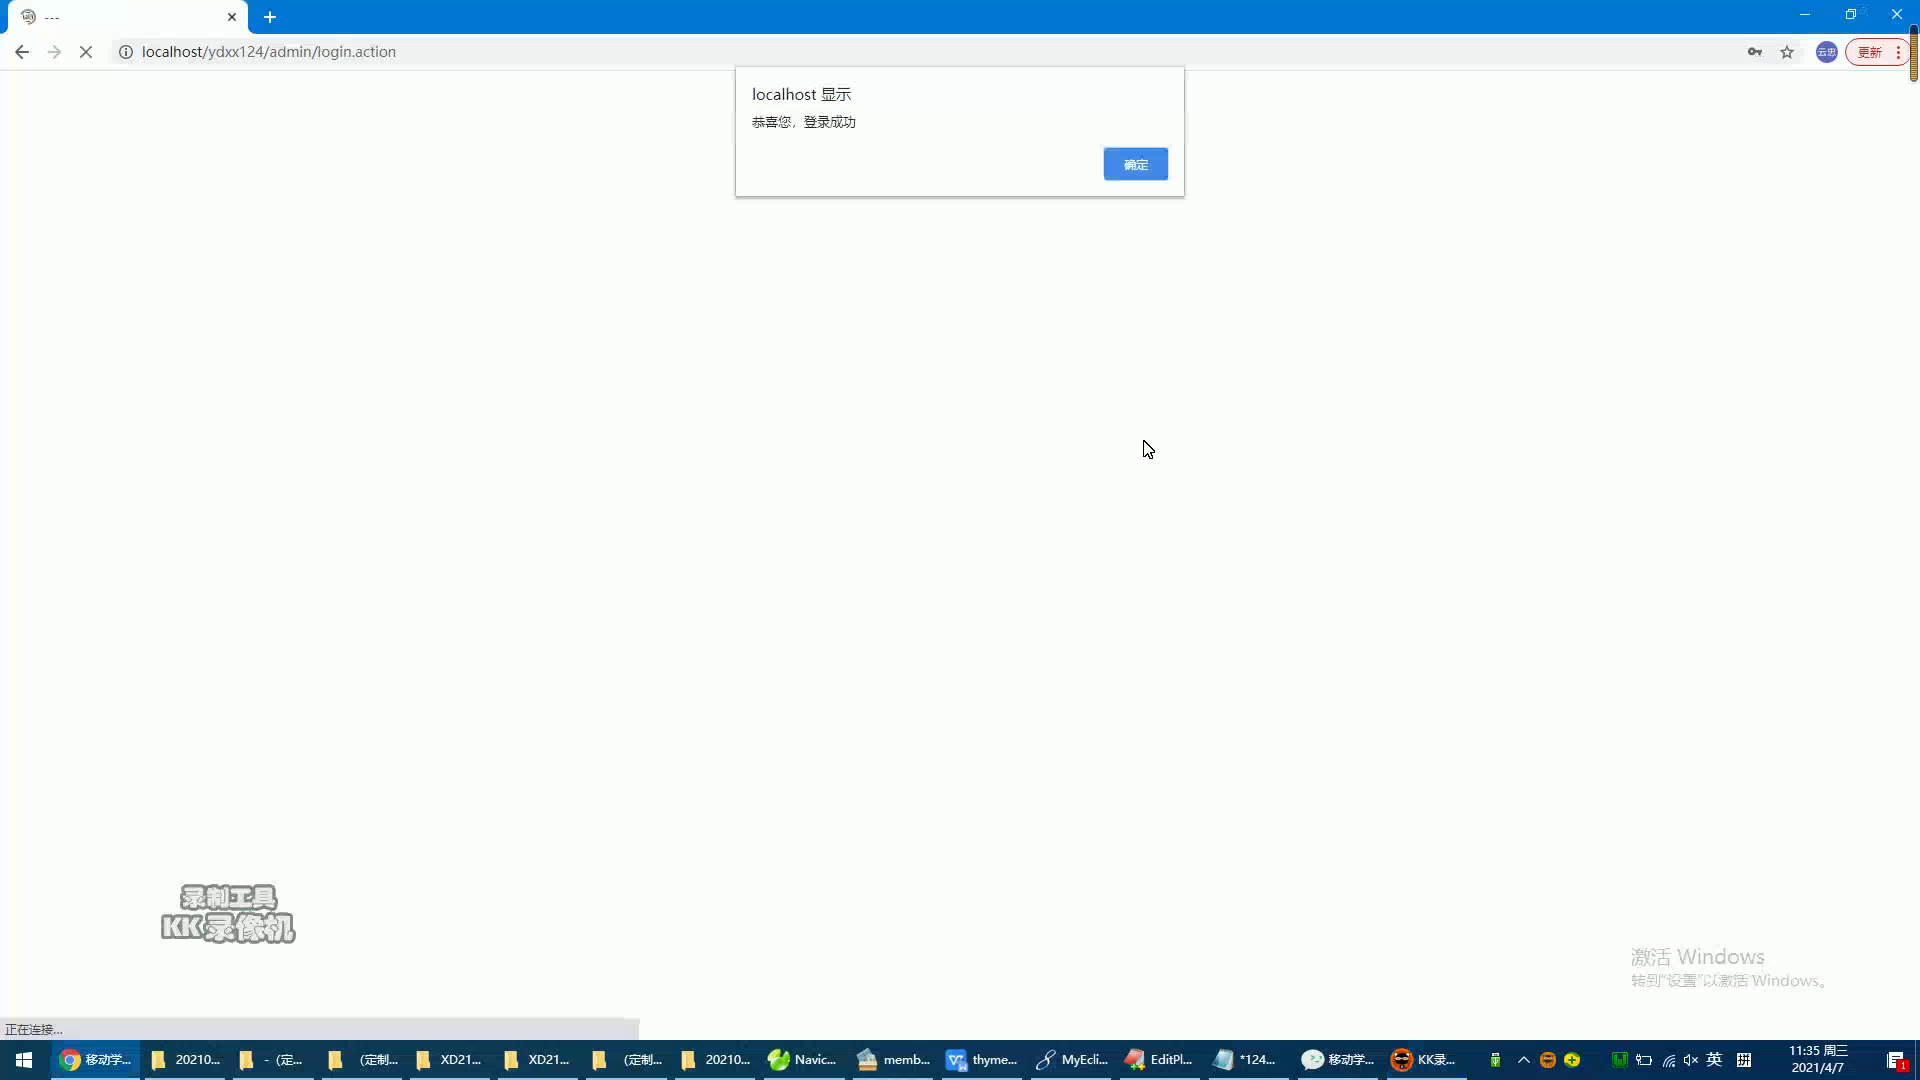 ---
localhost/ydxx124/admin/login.action
云忠
更新
localhost 显示
恭喜您，登录成功
确定
录制工具
KK录像机
激活 Windows
转到"设置"以激活 Windows。
正在连接...
移动学...
20210...
-（定...
（定制...
XD21...
XD21...
（定制...
20210...
Navic...
memb...
thyme...
MyEcli...
EditPl...
*124...
移动学...
KK录...
英
11:35 周三
2021/4/7
1